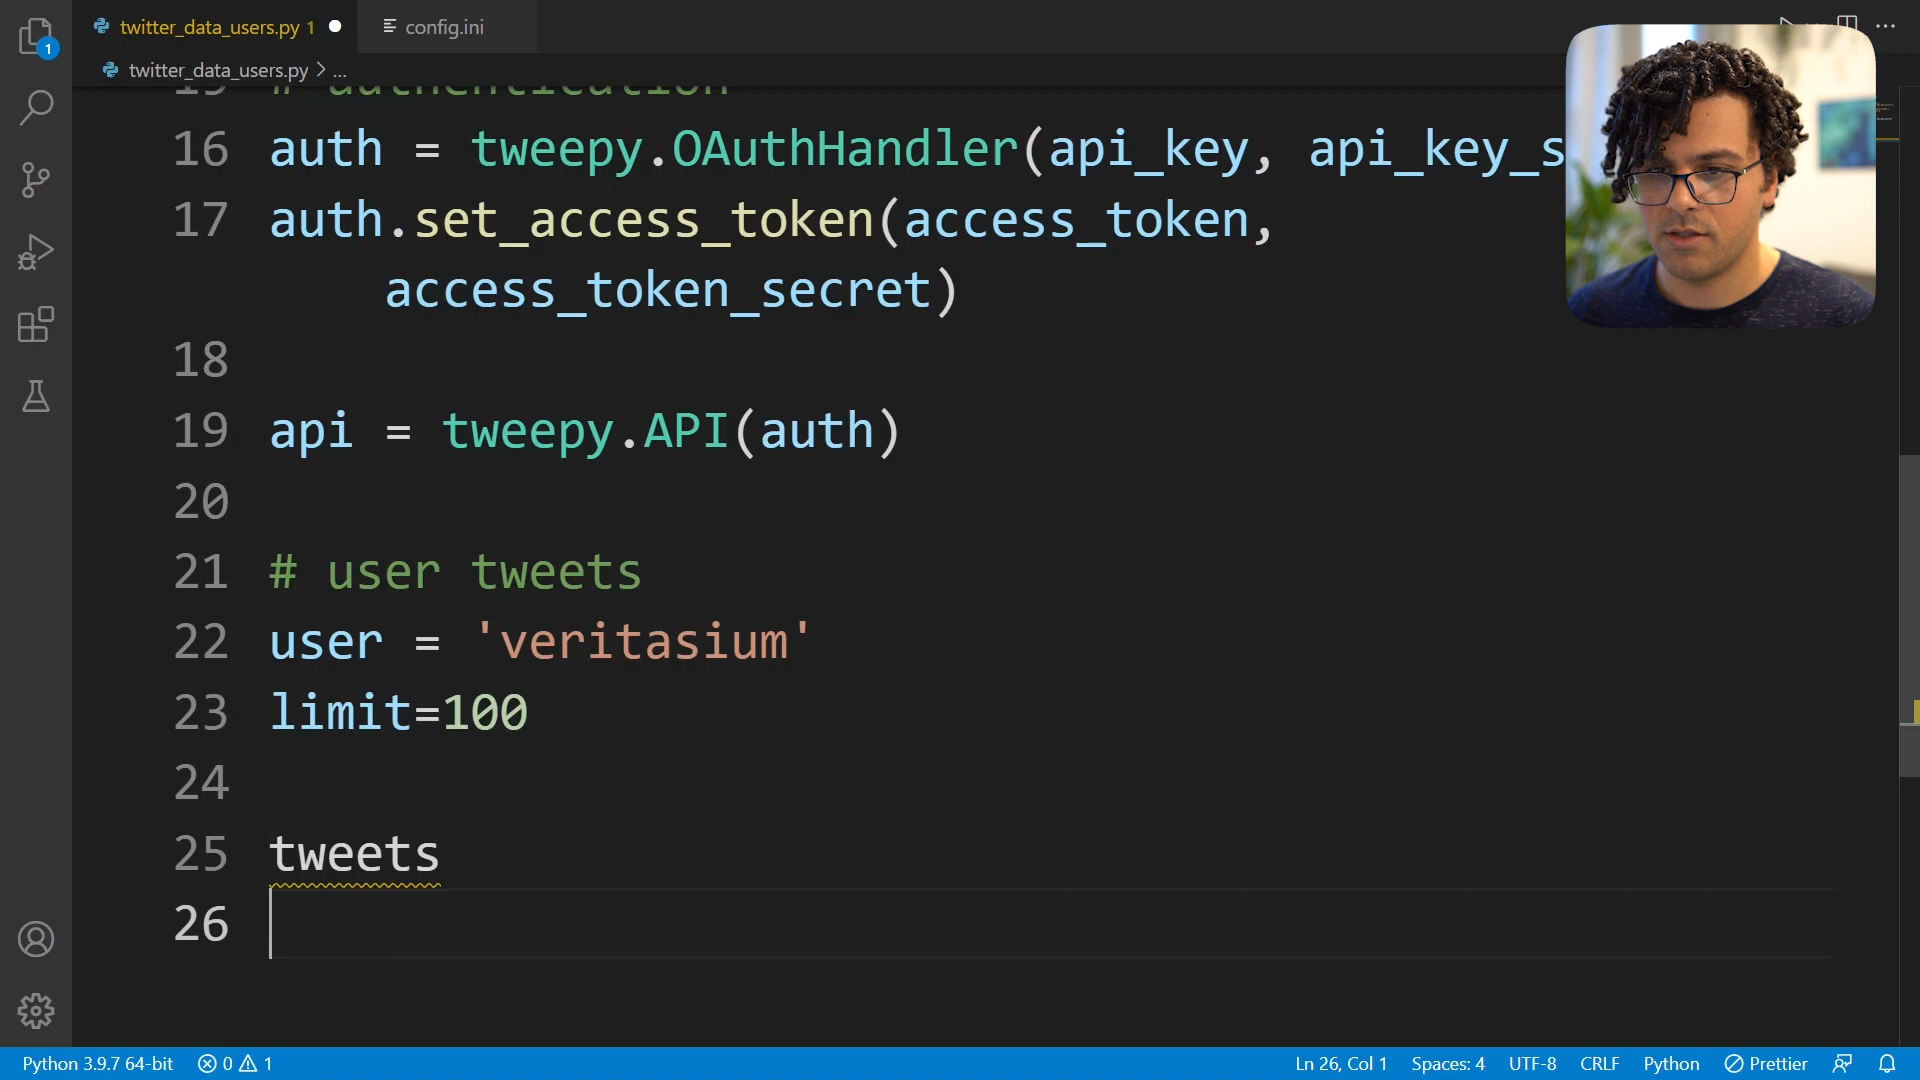 twitter_data_users.py 1
config.ini
1
twitter_data_users.py > ...
# authentication
16 auth = tweepy.OAuthHandler(api_key, api_key_s
17 auth.set_access_token(access_token,
access_token_secret)
18
19 api = tweepy.API(auth)
20
21 # user tweets
22 user = 'veritasium'
23 limit=100
24
25 tweets
26
Python 3.9.7 64-bit 0 1 Ln 26, Col 1 Spaces: 4 UTF-8 CRLF Python Prettier